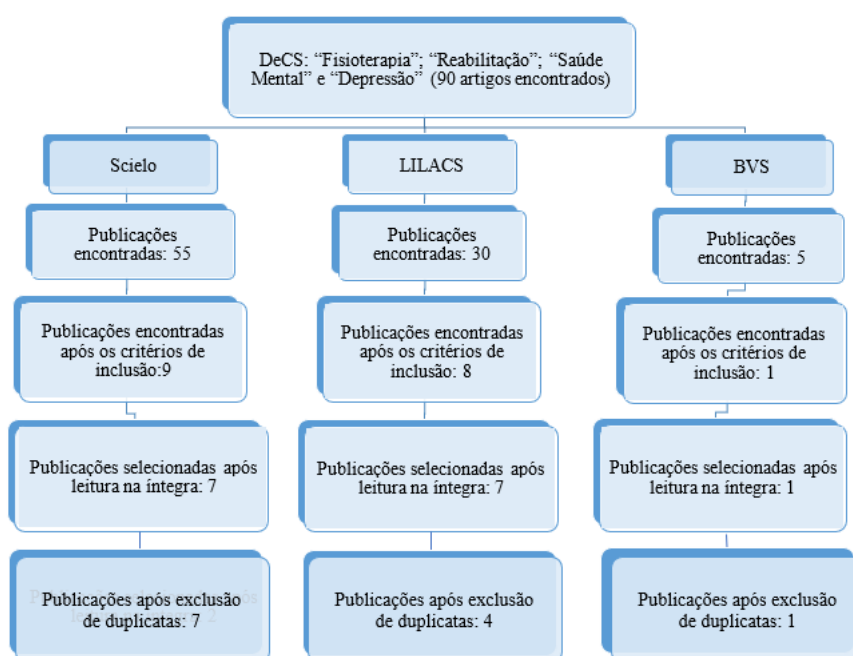 DeCS: “Fisioterapia”; “Reabilitação”; “Saúde
Mental” e “Depressão” (90 artigos encontrados)
Scielo
LILACS
BVS
Publicações
encontradas: 55
Publicações
encontradas: 30
Publicações
encontradas: 5
Publicações encontradas
após os critérios de
inclusão:9
Publicações encontradas
após os critérios de
inclusão: 8
Publicações encontradas
após os critérios de
inclusão: 1
Publicações selecionadas após
leitura na íntegra: 7
Publicações selecionadas após
leitura na íntegra: 7
Publicações selecionadas após
leitura na íntegra: 1
Publicações após exclusão
de duplicatas: 7
Publicações após exclusão
de duplicatas: 4
Publicações após exclusão
de duplicatas: 1